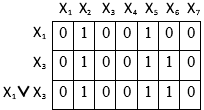 X₁ X₂ X₃ X₄ X₅ X₆ X₇
X₁ 0 1 0 0 1 0 0
X₃ 0 1 0 0 1 1 0
X₁ ∨ X₃ 0 1 0 0 1 1 0